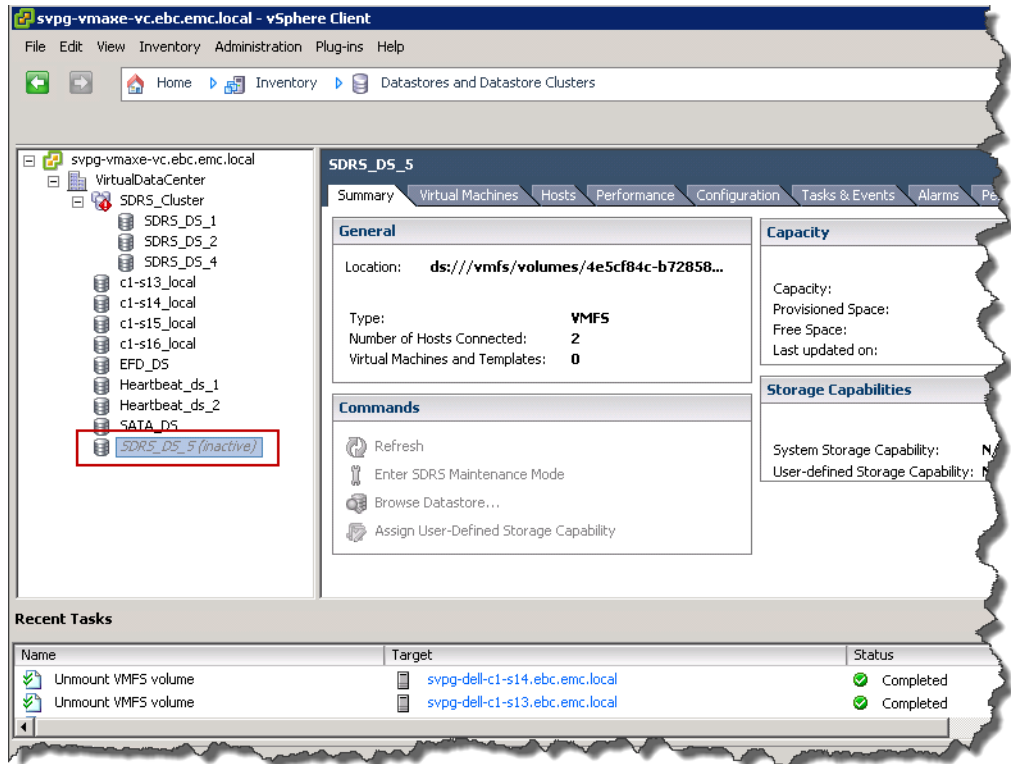 svpg-vmaxe-vc.ebc.emc.local - vSphere Client
File Edit View Inventory Administration Plug-ins Help
Home Inventory Datastores and Datastore Clusters
svpg-vmaxe-vc.ebc.emc.local
VirtualDataCenter
SDRS_Cluster
SDRS_DS_1
SDRS_DS_2
SDRS_DS_4
c1-s13_local
c1-s14_local
c1-s15_local
c1-s16_local
EFD_DS
Heartbeat_ds_1
Heartbeat_ds_2
SATA_DS
SDRS_DS_5 (inactive)
SDRS_DS_5
Summary Virtual Machines Hosts Performance Configuration Tasks & Events Alarms
General
Location: ds:///vmfs/volumes/4e5cf84c-b72858...
Type: VMFS
Number of Hosts Connected: 2
Virtual Machines and Templates: 0
Commands
Refresh
Enter SDRS Maintenance Mode
Browse Datastore...
Assign User-Defined Storage Capability
Capacity
Capacity:
Provisioned Space:
Free Space:
Last updated on:
Storage Capabilities
System Storage Capability:
User-defined Storage Capability:
Recent Tasks
Name Target Status
Unmount VMFS volume svpg-dell-c1-s14.ebc.emc.local Completed
Unmount VMFS volume svpg-dell-c1-s13.ebc.emc.local Completed